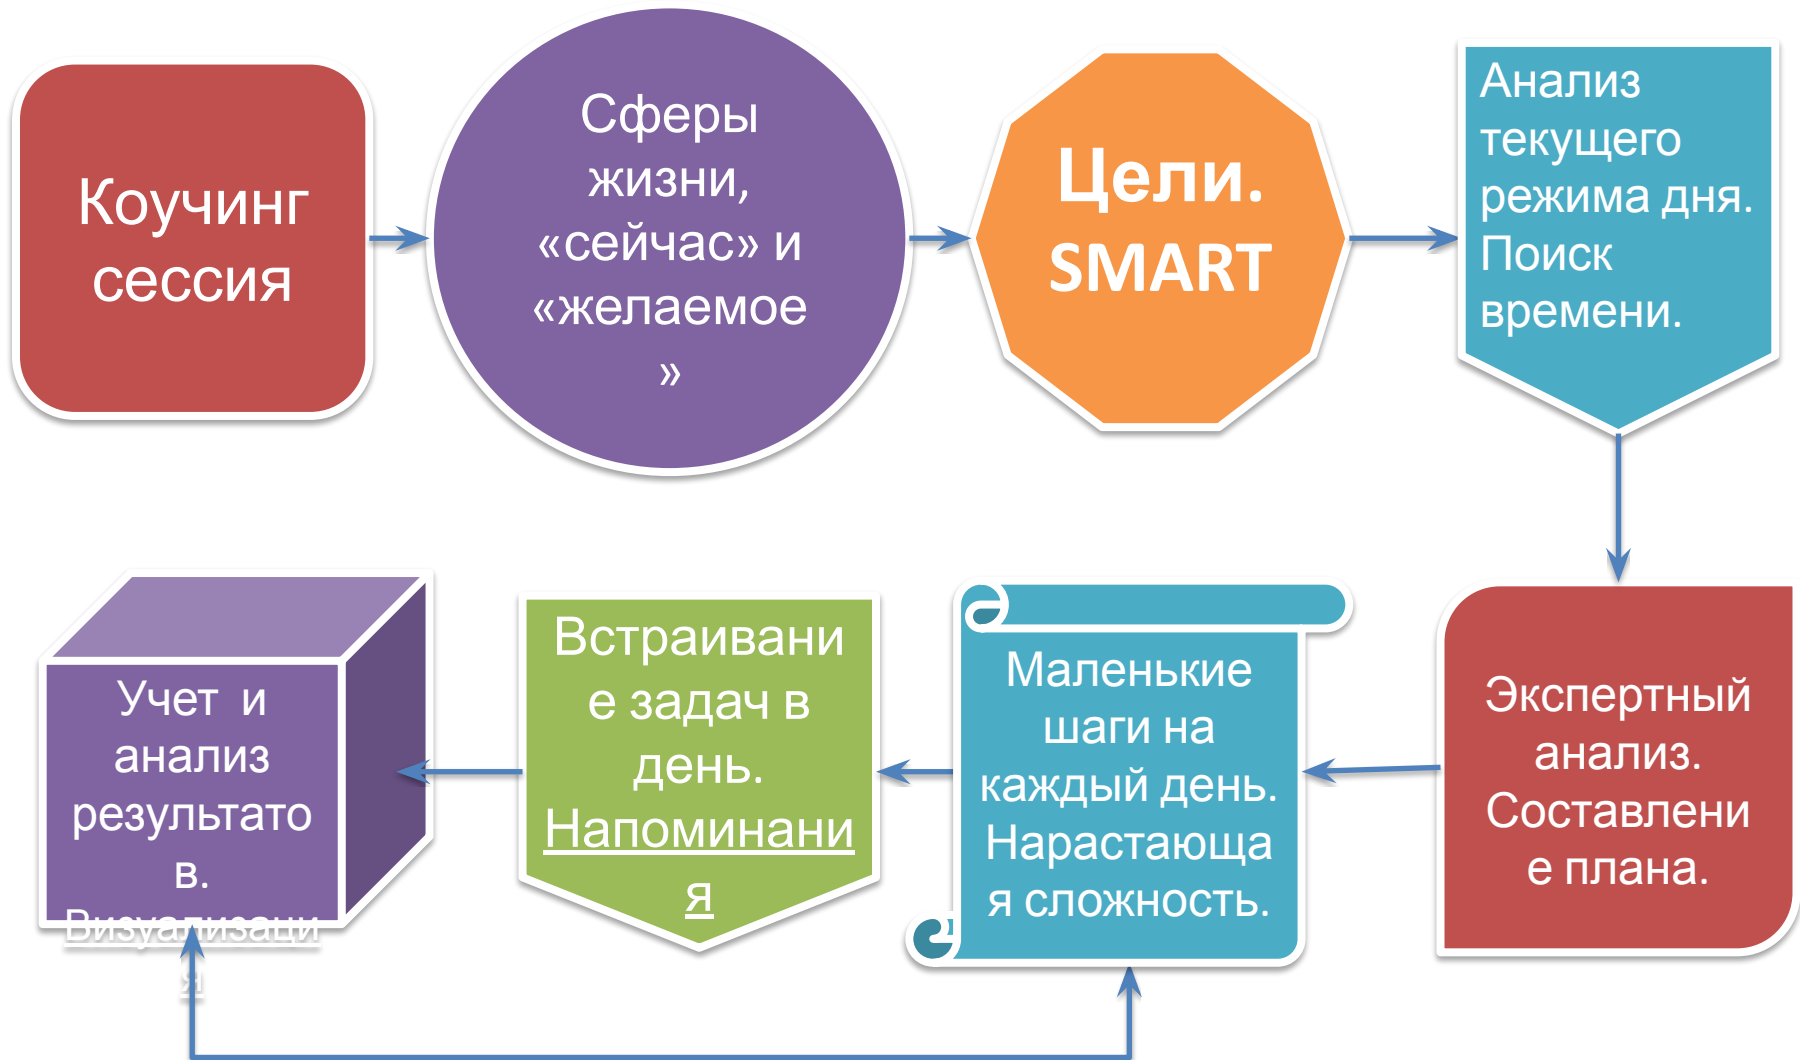 Коучинг
сессия
Сферы
жизни,
«сейчас» и
«желаемое
»
Цели.
SMART
Анализ
текущего
режима дня.
Поиск
времени.
Учет и
анализ
результато
в.
Визуализаци
я
Встраивани
е задач в
день.
Напоминани
я
Маленькие
шаги на
каждый день.
Нарастающа
я сложность.
Экспертный
анализ.
Составлени
е плана.